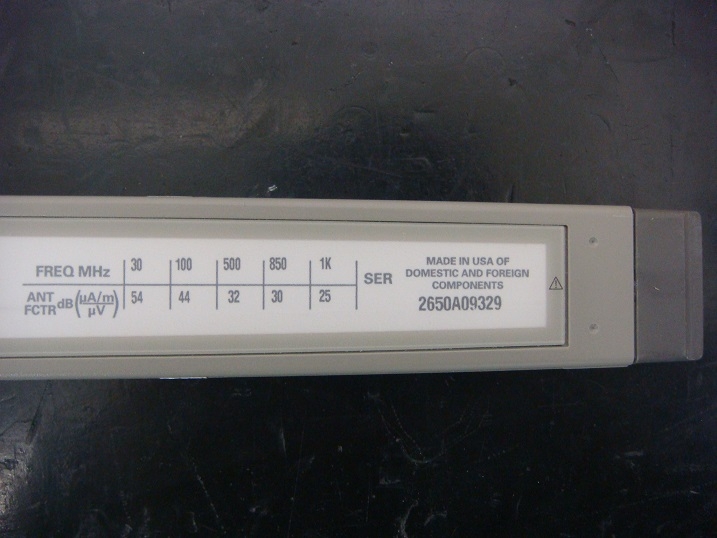 FREQ MHz 30 100 500 850 1K
ANT FCTR dB(µA/m/µV) 54 44 32 30 25
SER
MADE IN USA OF
DOMESTIC AND FOREIGN
COMPONENTS
2650A09329